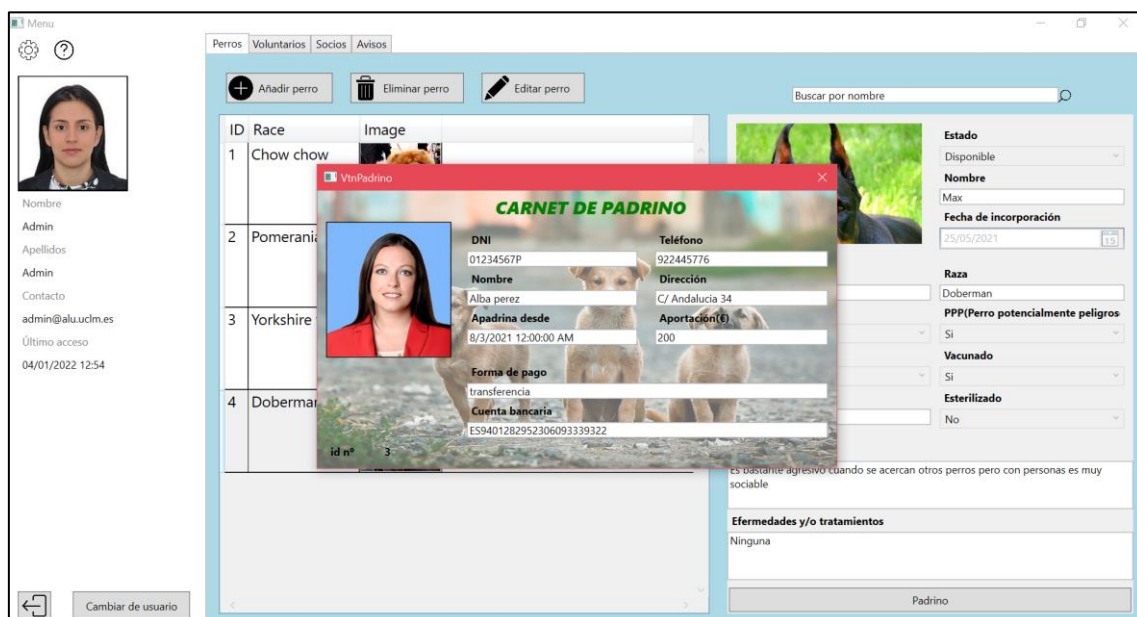 Menu
Perros Voluntarios Socios Avisos
Añadir perro Eliminar perro Editar perro
Buscar por nombre
Nombre
Admin
Apellidos
Admin
Contacto
admin@alu.uclm.es
Último acceso
04/01/2022 12:54
Cambiar de usuario
ID Race Image
1 Chow chow
2 Pomerania
3 Yorkshire
4 Doberman
VtnPadrino
CARNET DE PADRINO
DNI Teléfono
01234567P 922445776
Nombre Dirección
Alba perez C/ Andalucia 34
Apadrina desde Aportación(€)
8/3/2021 12:00:00 AM 200
Forma de pago
transferencia
Cuenta bancaria
ES9401282952306093339322
id nº 3
Estado
Disponible
Nombre
Max
Fecha de incorporación
25/05/2021 15
Raza
Doberman
PPP(Perro potencialmente peligros
Si
Vacunado
Si
Esterilizado
No
Es bastante agresivo cuando se acercan otros perros pero con personas es muy
sociable
Efermedades y/o tratamientos
Ninguna
Padrino